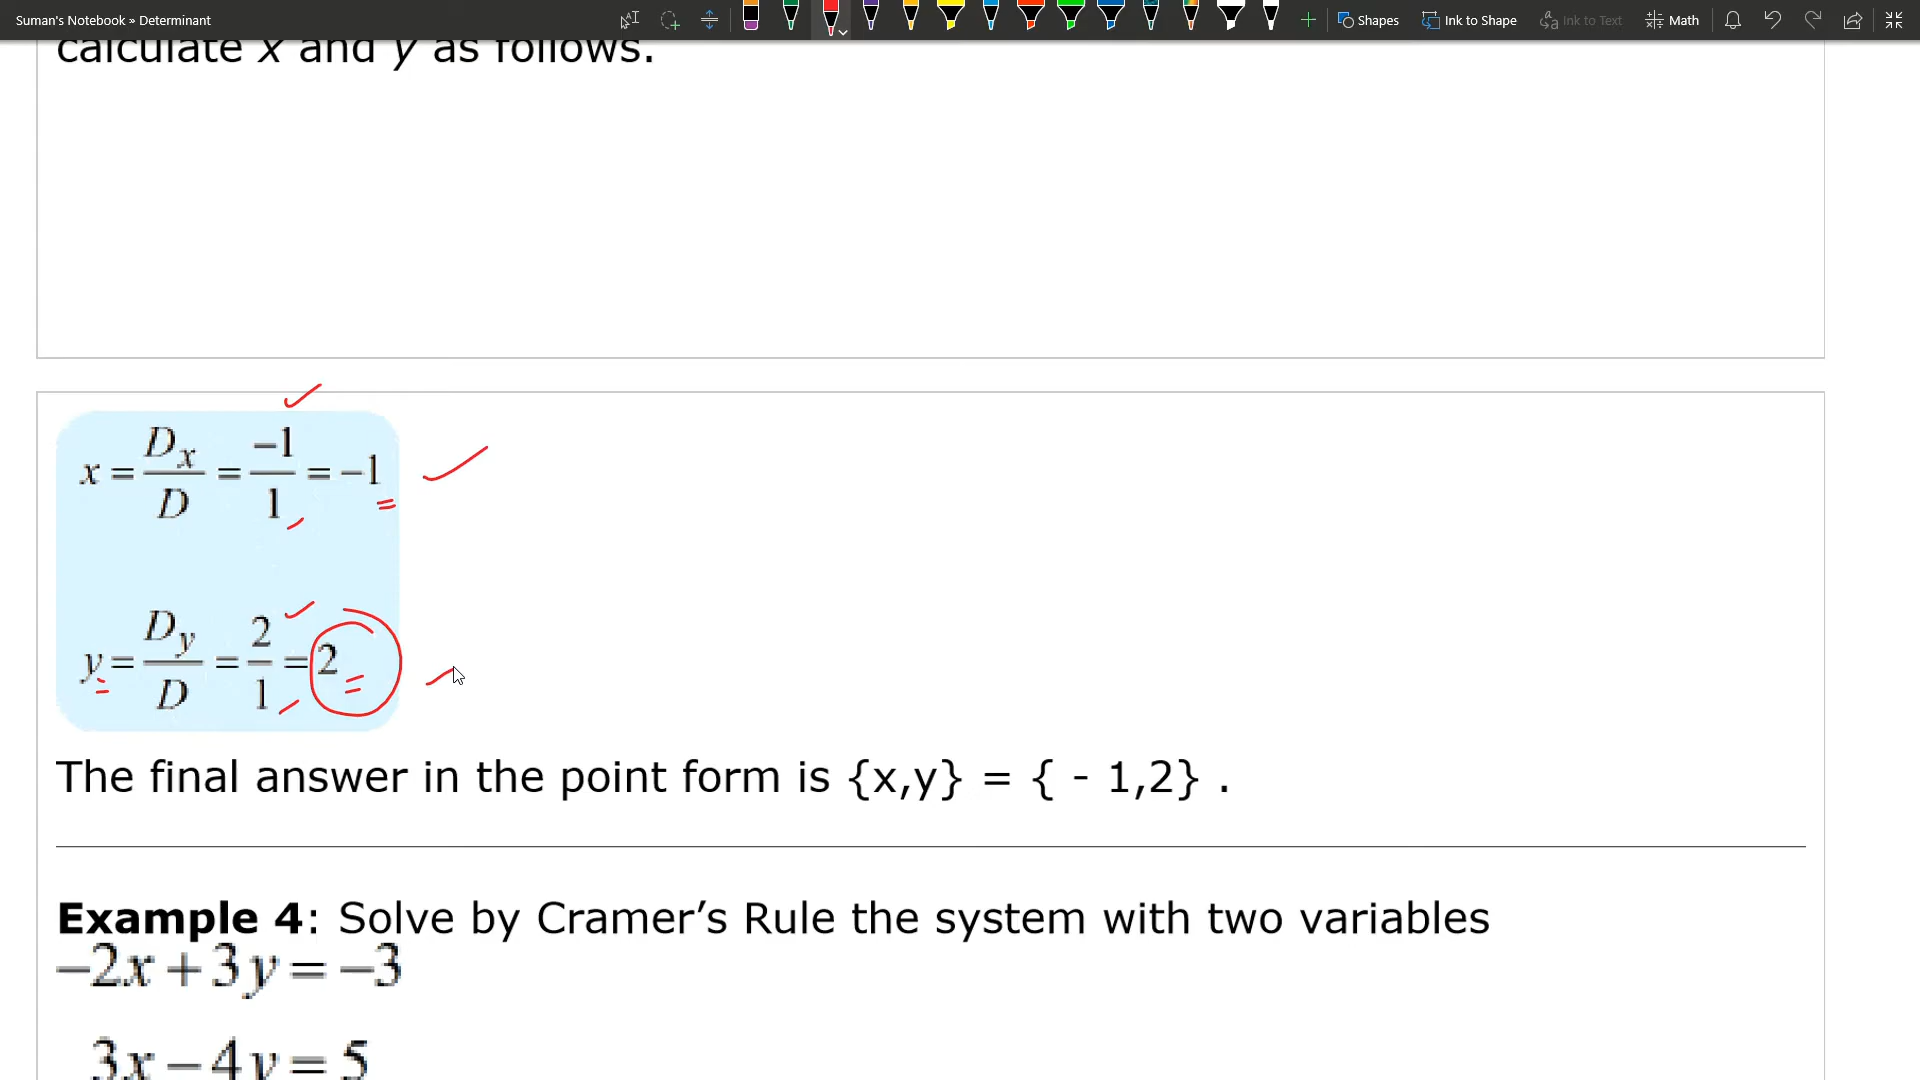 Suman's Notebook » Determinant
Shapes
Ink to Shape
Ink to Text
Math
calculate x and y as follows.
x = Dx/D = -1/1 = -1
y = Dy/D = 2/1 = 2
The final answer in the point form is {x,y} = { - 1,2} .
Example 4: Solve by Cramer’s Rule the system with two variables
-2x + 3y = -3
3x - 4y = 5